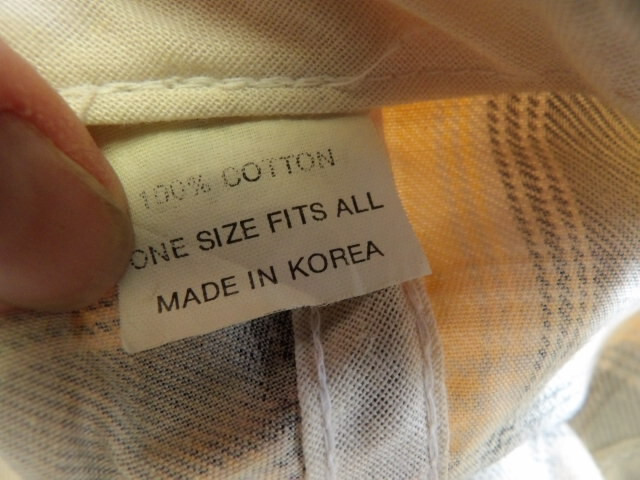 100% COTTON
ONE SIZE FITS ALL
MADE IN KOREA